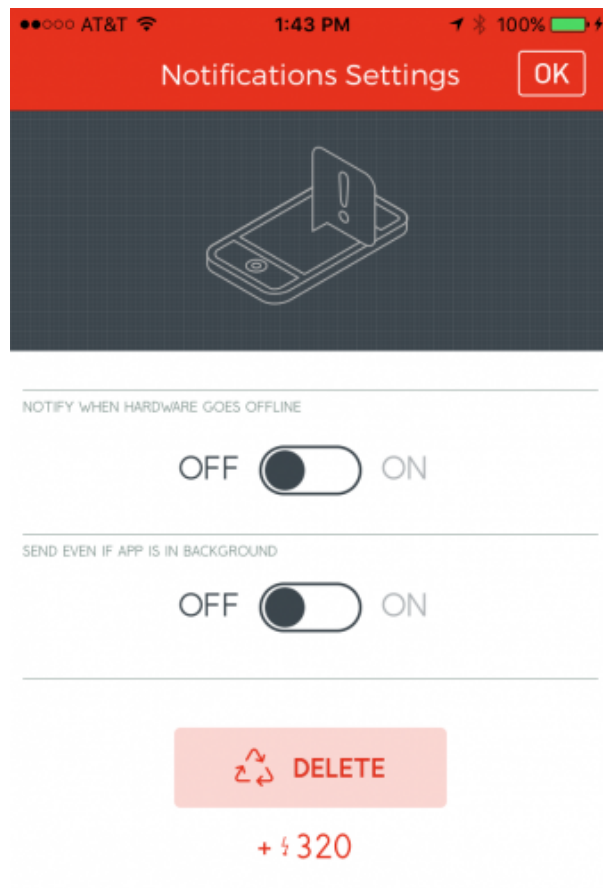 AT&T 1:43 PM 100%
Notifications Settings OK
!
NOTIFY WHEN HARDWARE GOES OFFLINE
OFF ON
SEND EVEN IF APP IS IN BACKGROUND
OFF ON
DELETE
+ 320